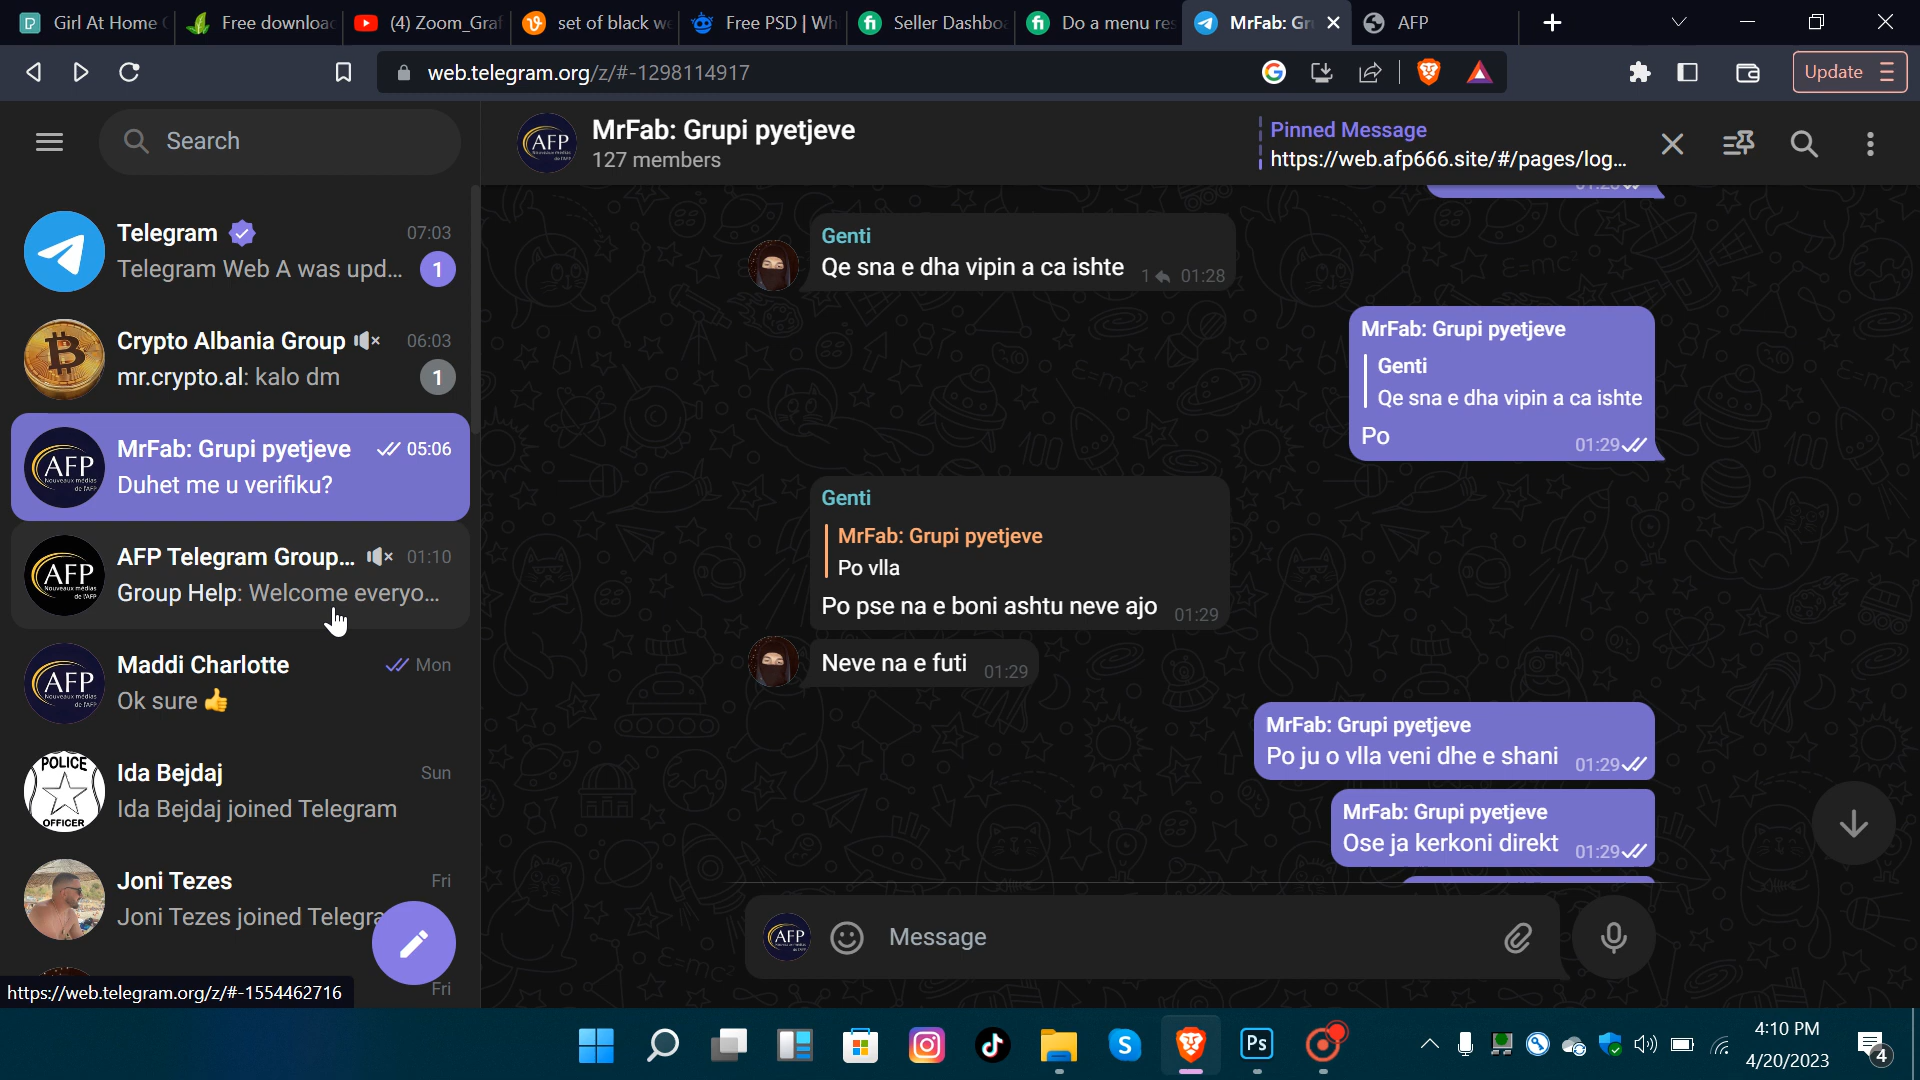 Girl At Home
Free downloa
(4) Zoom_Gra
set of black w
Free PSD | Wh
Seller Dashbo
Do a menu re
MrFab: Gr
AFP
web.telegram.org/z/#-1298114917
Update
Search
Telegram 07:03
Telegram Web A was upd... 1
Crypto Albania Group 06:03
mr.crypto.al: kalo dm 1
AFP
MrFab: Grupi pyetjeve 05:06
Duhet me u verifiku?
AFP
AFP Telegram Group... 01:10
Group Help: Welcome everyo...
AFP
Maddi Charlotte Mon
Ok sure 👍
POLICE
OFFICER
Ida Bejdaj Sun
Ida Bejdaj joined Telegram
Joni Tezes Fri
Joni Tezes joined Telegra
Fri
https://web.telegram.org/z/#-1554462716
AFP
MrFab: Grupi pyetjeve
127 members
Pinned Message
https://web.afp666.site/#/pages/log...
Genti
Qe sna e dha vipin a ca ishte 1 01:28
MrFab: Grupi pyetjeve
Genti
Qe sna e dha vipin a ca ishte
Po 01:29
Genti
MrFab: Grupi pyetjeve
Po vlla
Po pse na e boni ashtu neve ajo 01:29
Neve na e futi 01:29
MrFab: Grupi pyetjeve
Po ju o vlla veni dhe e shani 01:29
MrFab: Grupi pyetjeve
Ose ja kerkoni direkt 01:29
AFP
Message
Ps
4:10 PM
4/20/2023
4